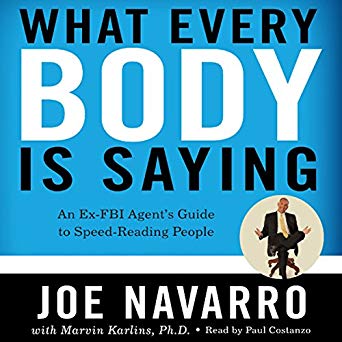 WHAT EVERY
BODY
IS SAYING
An Ex-FBI Agent's Guide
to Speed-Reading People
JOE NAVARRO
with Marvin Karlins, Ph.D. • Read by Paul Costanzo